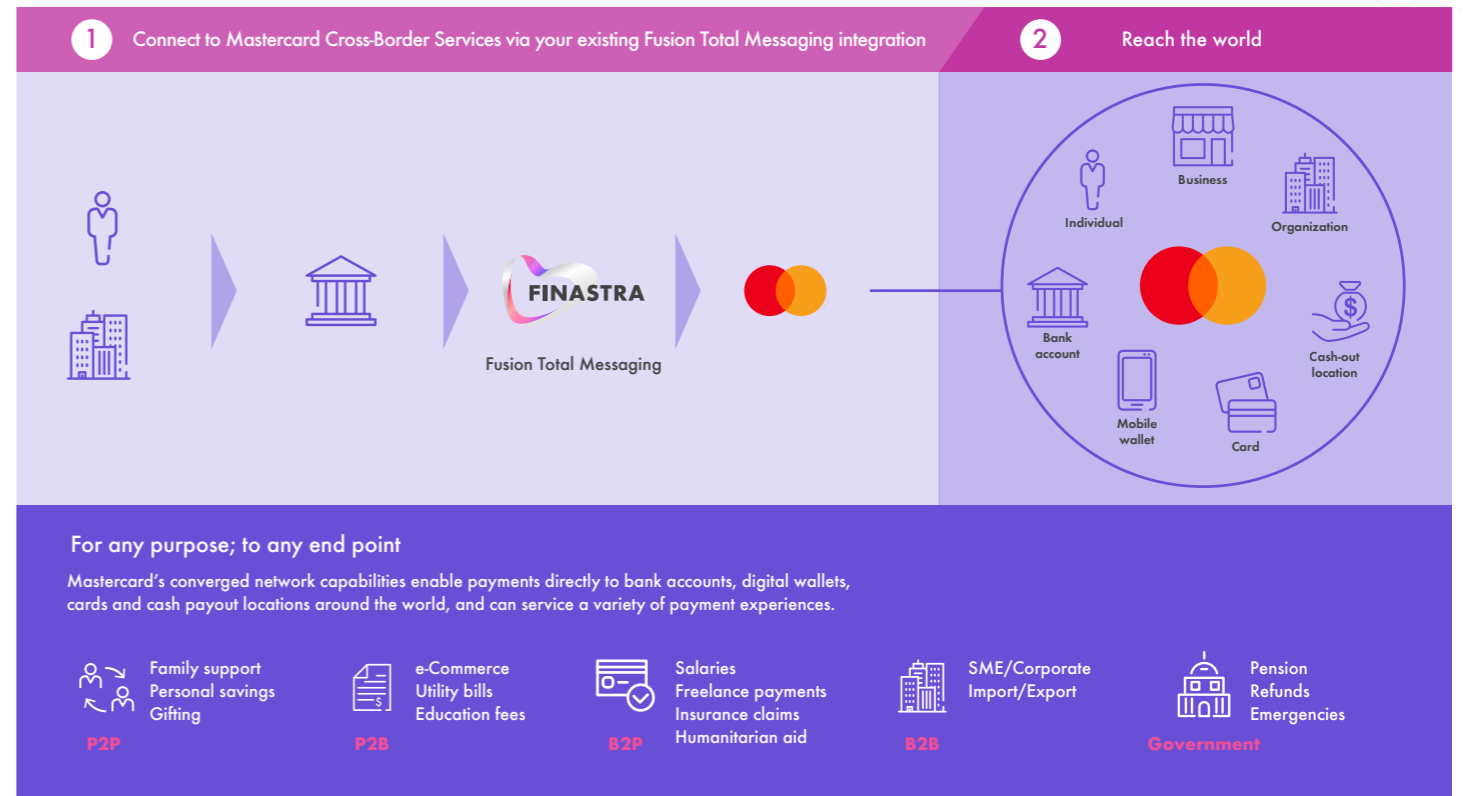 1 Connect to Mastercard Cross-Border Services via your existing Fusion Total Messaging integration
2 Reach the world
Business
Individual
Organization
FINASTRA
Fusion Total Messaging
Bank
account
$
Cash-out
location
Mobile
wallet
Card
For any purpose; to any end point
Mastercard’s converged network capabilities enable payments directly to bank accounts, digital wallets,
cards and cash payout locations around the world, and can service a variety of payment experiences.
Family support
Personal savings
Gifting
P2P
$
e-Commerce
Utility bills
Education fees
P2B
Salaries
Freelance payments
Insurance claims
Humanitarian aid
B2P
SME/Corporate
Import/Export
B2B
Pension
Refunds
Emergencies
Government